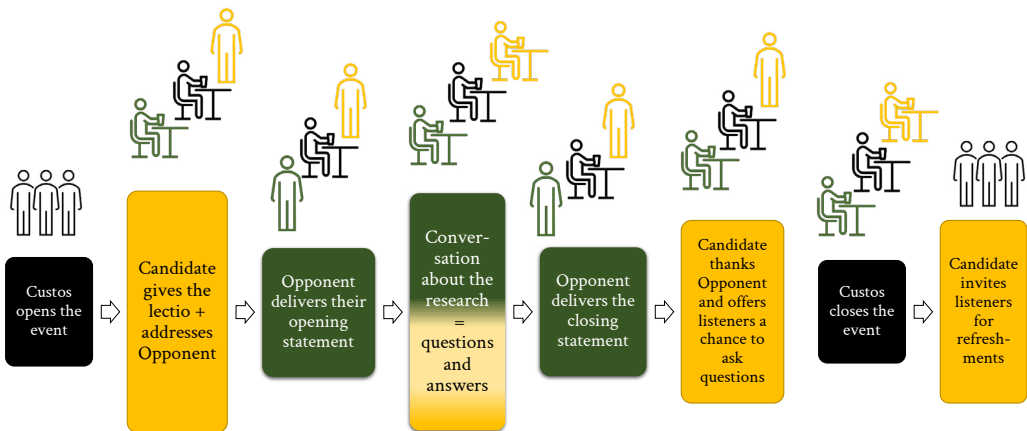 Custos
opens the
event
Candidate
gives the
lectio +
addresses
Opponent
Opponent
delivers their
opening
statement
Conver-
sation
about the
research
=
questions
and
answers
Opponent
delivers the
closing
statement
Candidate
thanks
Opponent
and offers
listeners a
chance to
ask
questions
Custos
closes the
event
Candidate
invites
listeners
for
refresh-
ments